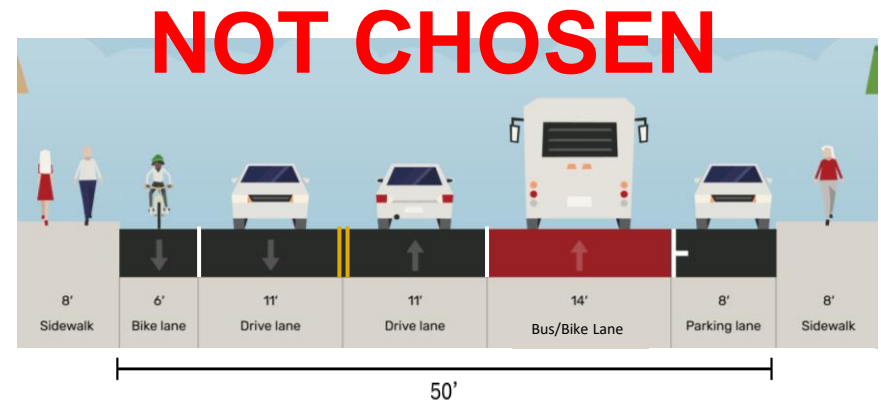 NOT CHOSEN
8’ 6’ 11’ 11’ 14’ 8’ 8’
Sidewalk Bike lane Drive lane Drive lane Bus/Bike Lane Parking lane Sidewalk
50’